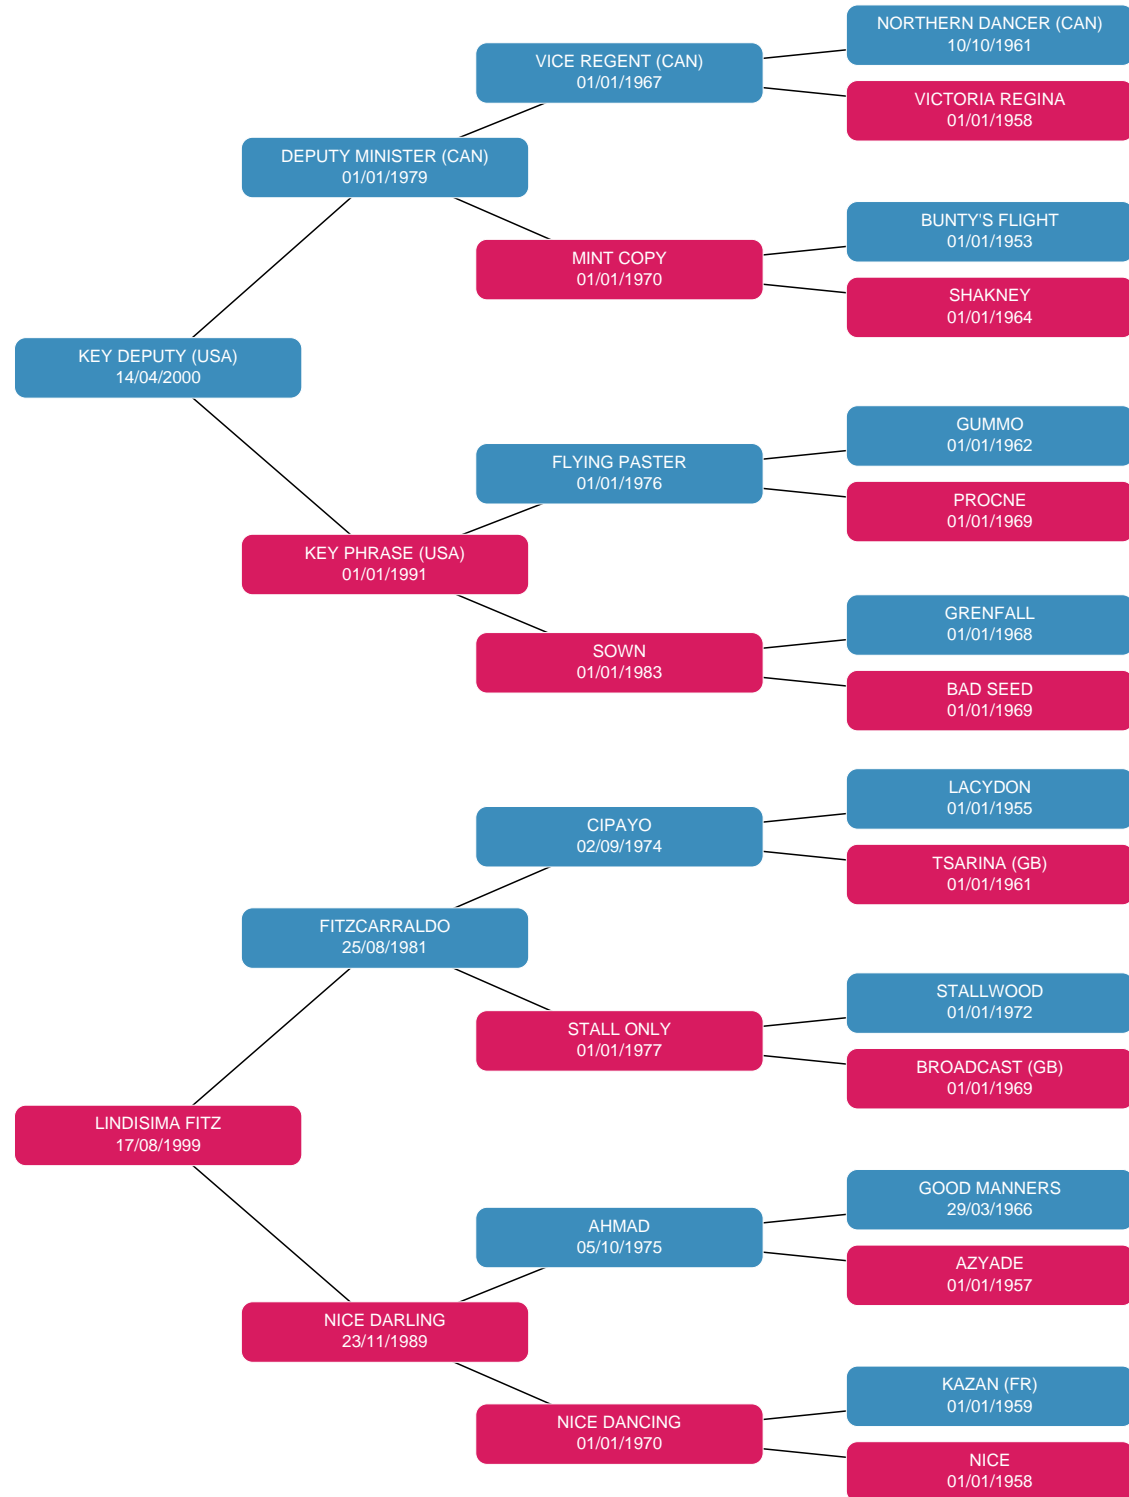 NORTHERN DANCER (CAN)
10/10/1961
VICE REGENT (CAN)
01/01/1967
VICTORIA REGINA
01/01/1958
DEPUTY MINISTER (CAN)
01/01/1979
BUNTY'S FLIGHT
01/01/1953
MINT COPY
01/01/1970
SHAKNEY
01/01/1964
KEY DEPUTY (USA)
14/04/2000
GUMMO
01/01/1962
FLYING PASTER
01/01/1976
PROCNE
01/01/1969
KEY PHRASE (USA)
01/01/1991
GRENFALL
01/01/1968
SOWN
01/01/1983
BAD SEED
01/01/1969
LACYDON
01/01/1955
CIPAYO
02/09/1974
TSARINA (GB)
01/01/1961
FITZCARRALDO
25/08/1981
STALLWOOD
01/01/1972
STALL ONLY
01/01/1977
BROADCAST (GB)
01/01/1969
LINDISIMA FITZ
17/08/1999
GOOD MANNERS
29/03/1966
AHMAD
05/10/1975
AZYADE
01/01/1957
NICE DARLING
23/11/1989
KAZAN (FR)
01/01/1959
NICE DANCING
01/01/1970
NICE
01/01/1958